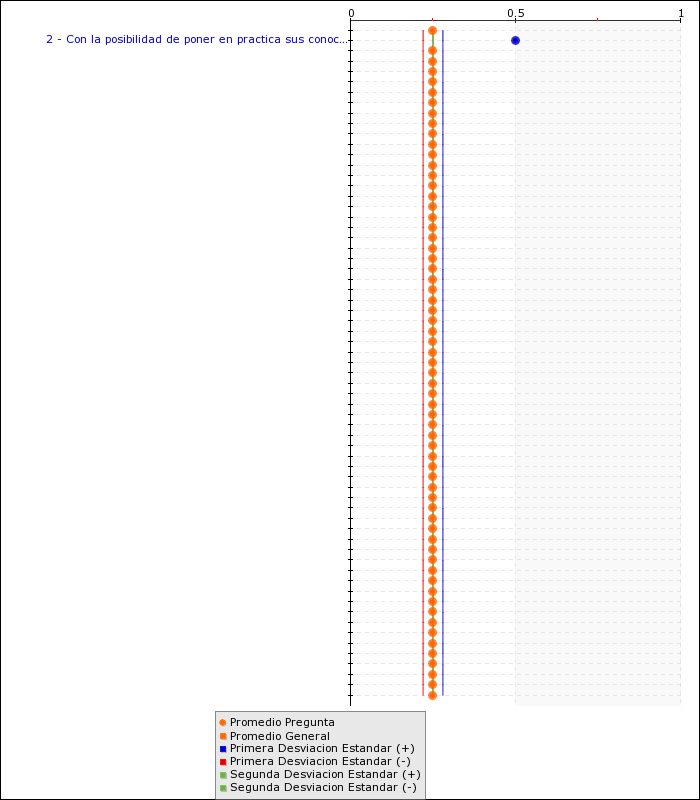 0 0.5 1
2 - Con la posibilidad de poner en practica sus conoc...
Promedio Pregunta
Promedio General
Primera Desviacion Estandar (+)
Primera Desviacion Estandar (-)
Segunda Desviacion Estandar (+)
Segunda Desviacion Estandar (-)